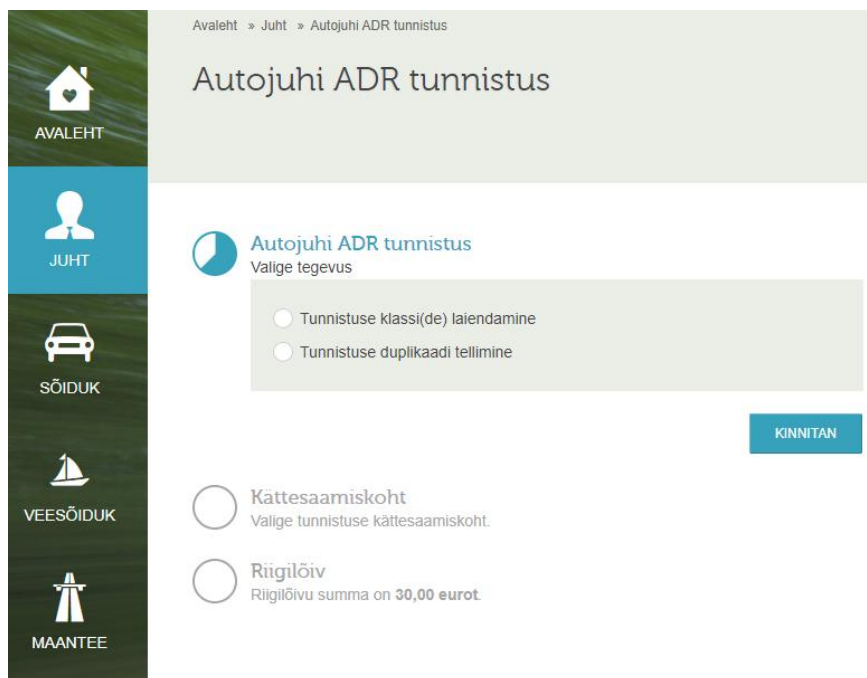 Avaleht » Juht » Autojuhi ADR tunnistus
Autojuhi ADR tunnistus
AVALEHT
JUHT
SÕIDUK
VEESÕIDUK
MAANTEE
Autojuhi ADR tunnistus
Valige tegevus
Tunnistuse klassi(de) laiendamine
Tunnistuse duplikaadi tellimine
KINNITAN
Kättesaamiskoht
Valige tunnistuse kättesaamiskoht.
Riigilõiv
Riigilõivu summa on 30,00 eurot.